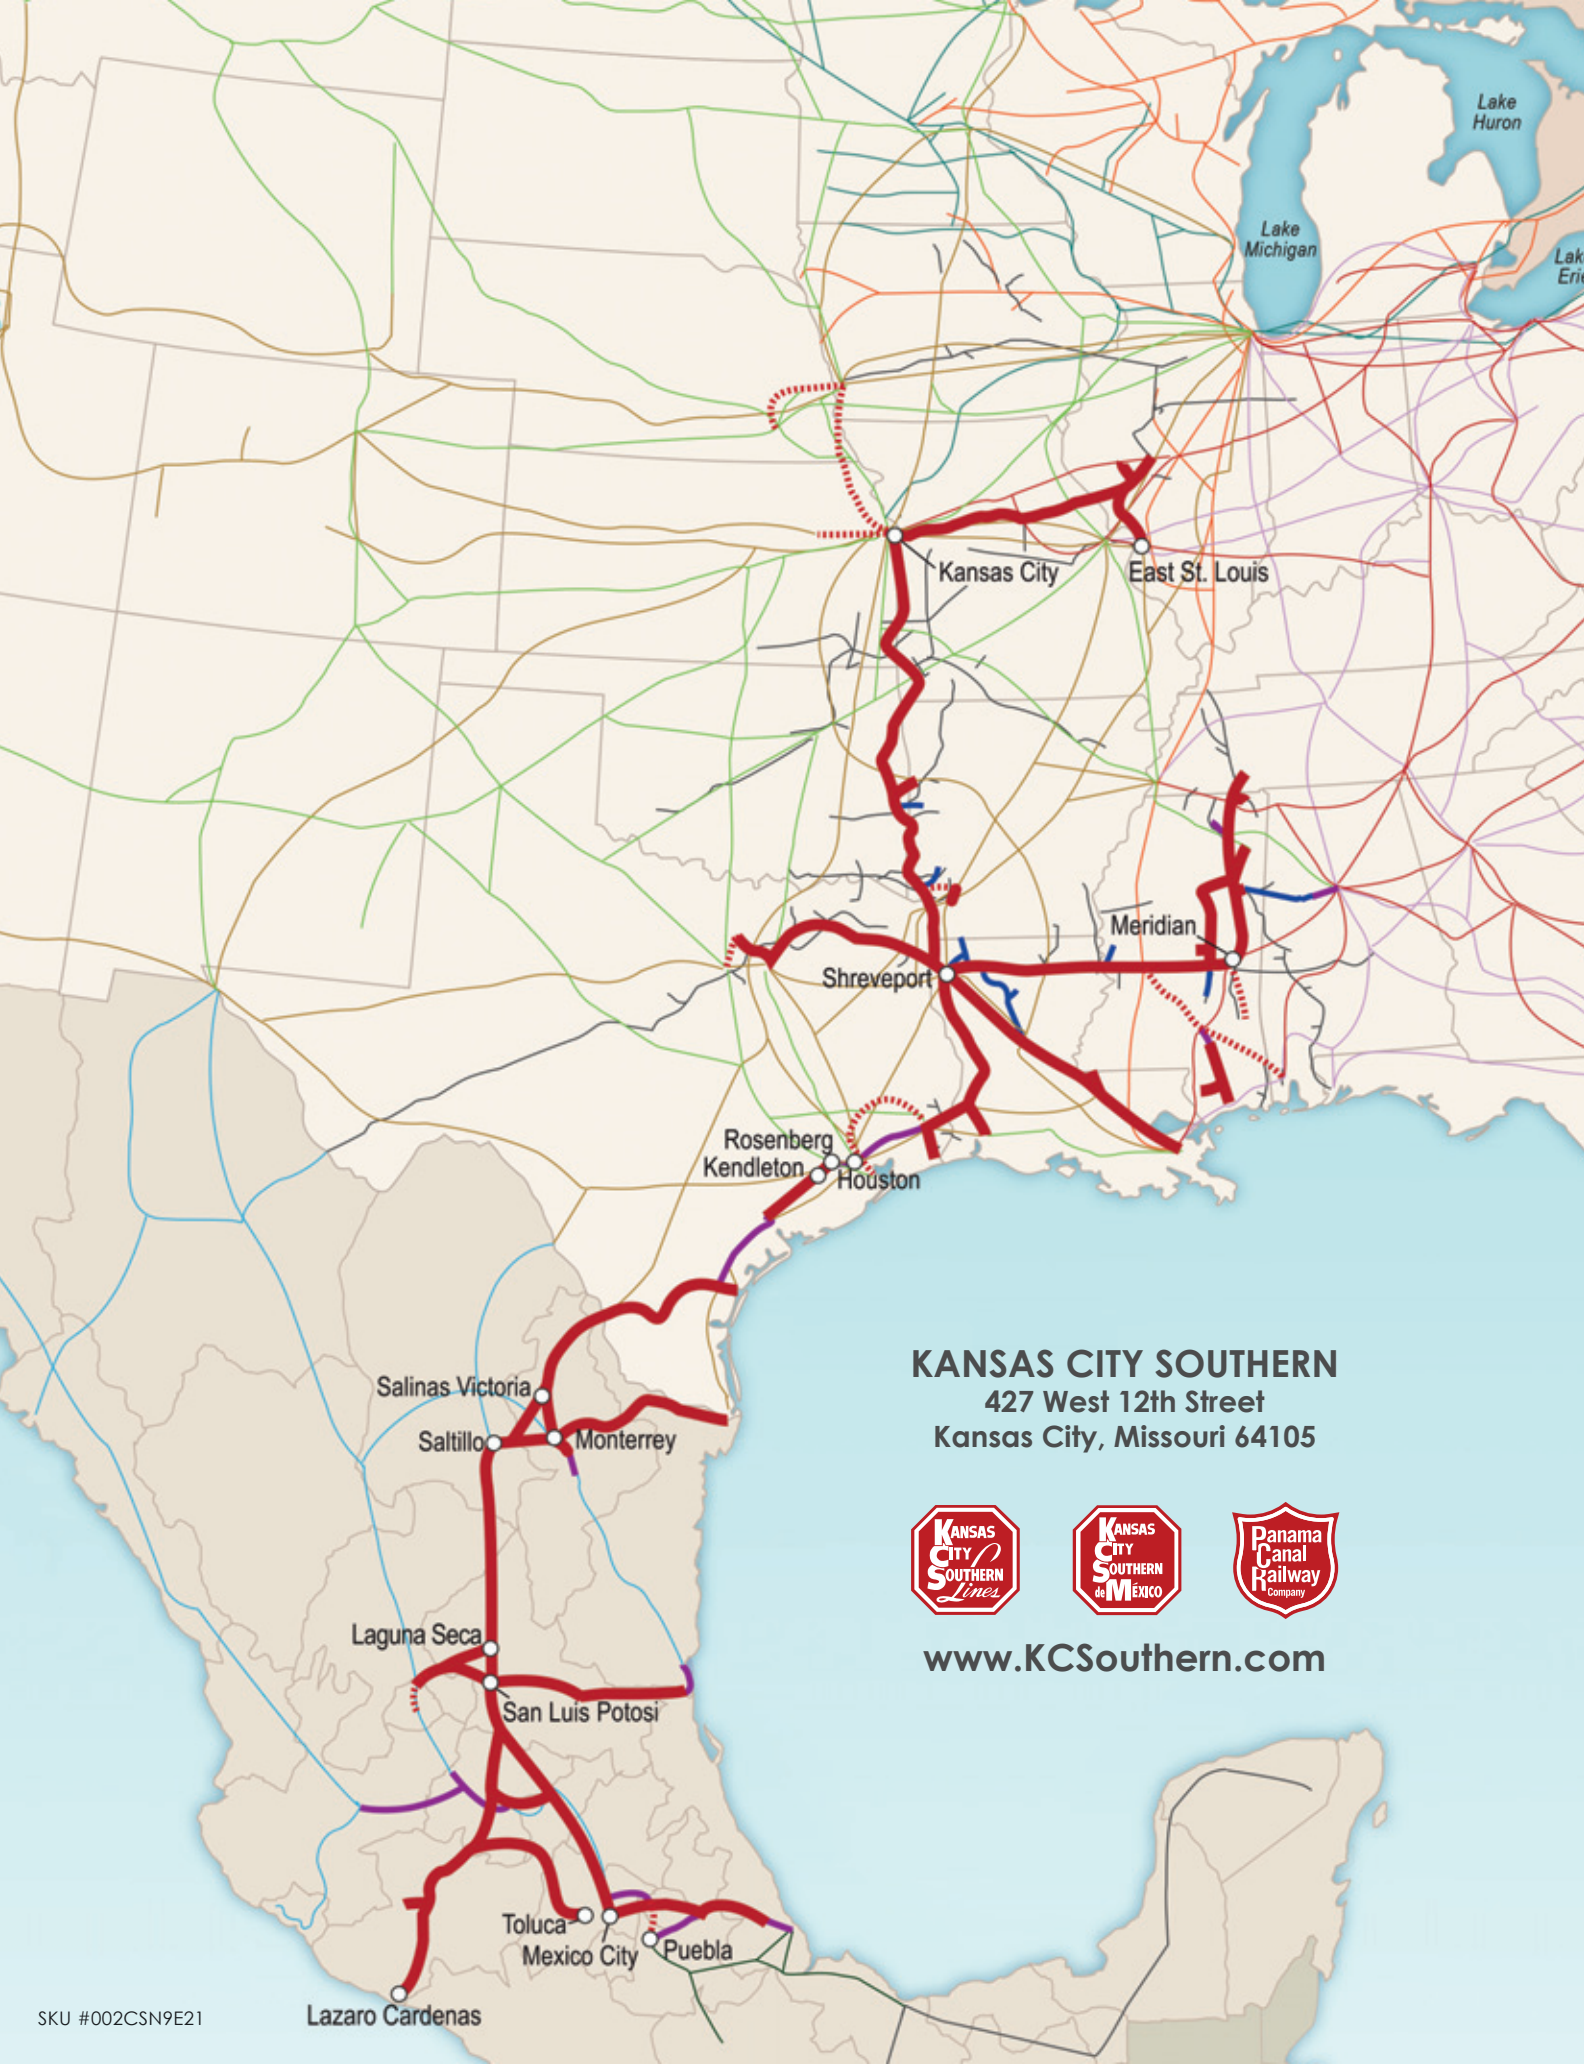 Lake
Huron
Lake
Michigan
Lak
Erie
Kansas City
East St. Louis
Meridian
Shreveport
Rosenberg
Kendleton
Houston
KANSAS CITY SOUTHERN
427 West 12th Street
Kansas City, Missouri 64105
Salinas Victoria
Saltillo
Monterrey
KANSAS
CITY
SOUTHERN
Lines
KANSAS
CITY
SOUTHERN
de MÉXICO
Panama
Canal
Railway
Company
Laguna Seca
www.KCSouthern.com
San Luis Potosi
Toluca
Mexico City
Puebla
Lazaro Cardenas
SKU #002CSN9E21